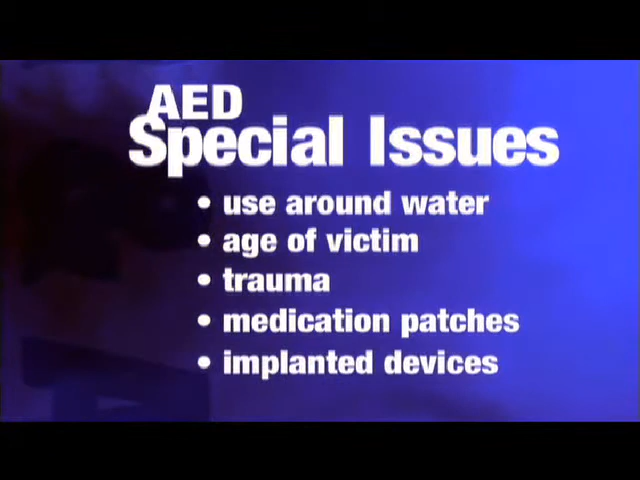 AED
Special Issues
• use around water
• age of victim
• trauma
• medication patches
• implanted devices